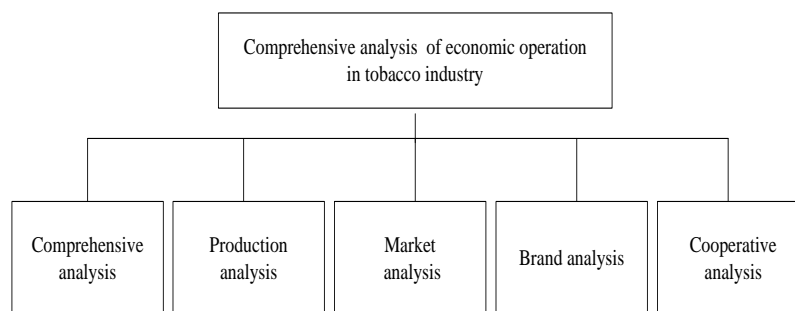 Comprehensive analysis of economic operation
in tobacco industry
Comprehensive
analysis
Production
analysis
Market
analysis
Brand analysis
Cooperative
analysis